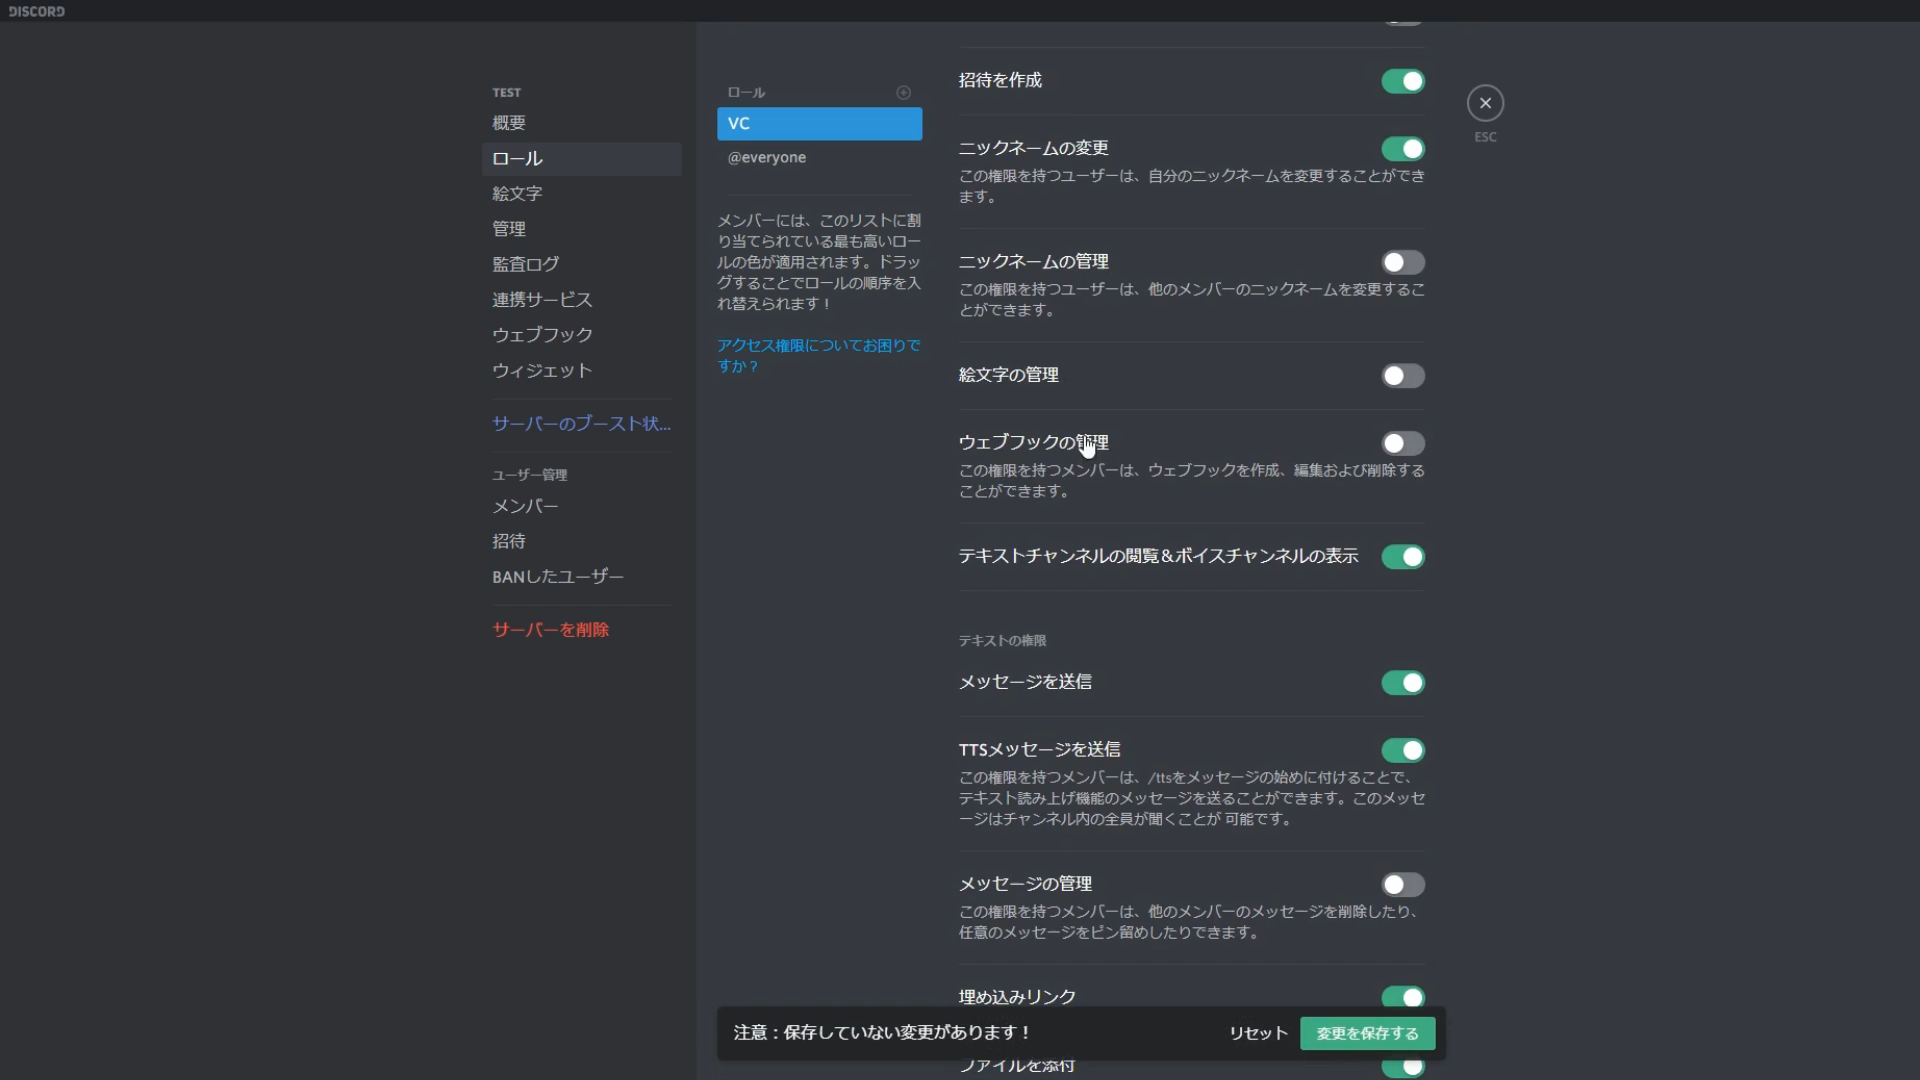 DISCORD
TEST
概要
ロール
絵文字
管理
監査ログ
連携サービス
ウェブフック
ウィジェット
サーバーのブースト状...
ユーザー管理
メンバー
招待
BANしたユーザー
サーバーを削除
ロール
VC
@everyone
メンバーには、このリストに割
り当てられている最も高いロー
ルの色が適用されます。ドラッ
グすることでロールの順序を入
れ替えられます！
アクセス権限についてお困りで
すか？
招待を作成
ニックネームの変更
この権限を持つユーザーは、自分のニックネームを変更することができ
ます。
ニックネームの管理
この権限を持つユーザーは、他のメンバーのニックネームを変更するこ
とができます。
絵文字の管理
ウェブフックの管理
この権限を持つメンバーは、ウェブフックを作成、編集および削除する
ことができます。
テキストチャンネルの閲覧＆ボイスチャンネルの表示
テキストの権限
メッセージを送信
TTSメッセージを送信
この権限を持つメンバーは、/ttsをメッセージの始めに付けることで、
テキスト読み上げ機能のメッセージを送ることができます。このメッセ
ージはチャンネル内の全員が聞くことが 可能です。
メッセージの管理
この権限を持つメンバーは、他のメンバーのメッセージを削除したり、
任意のメッセージをピン留めしたりできます。
埋め込みリンク
注意：保存していない変更があります！
リセット
変更を保存する
ファイルを添付
ESC